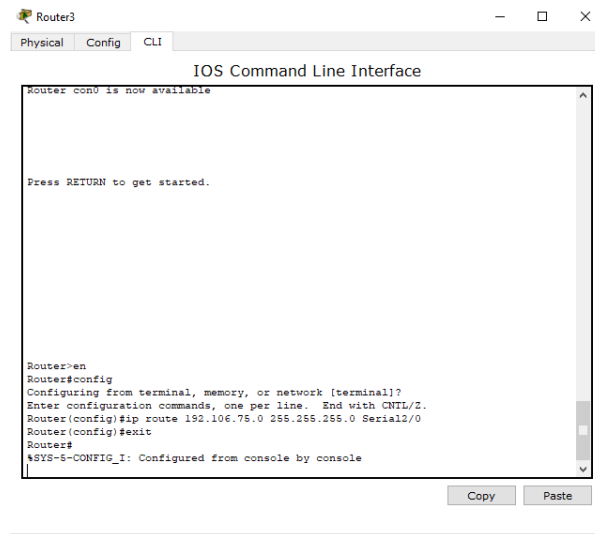 Router3
Physical Config CLI
IOS Command Line Interface
Router con0 is now available
Press RETURN to get started.
Router>en
Router#config
Configuring from terminal, memory, or network [terminal]?
Enter configuration commands, one per line.  End with CNTL/Z.
Router(config)#ip route 192.106.75.0 255.255.255.0 Serial2/0
Router(config)#exit
Router#
%SYS-5-CONFIG_I: Configured from console by console
Copy Paste